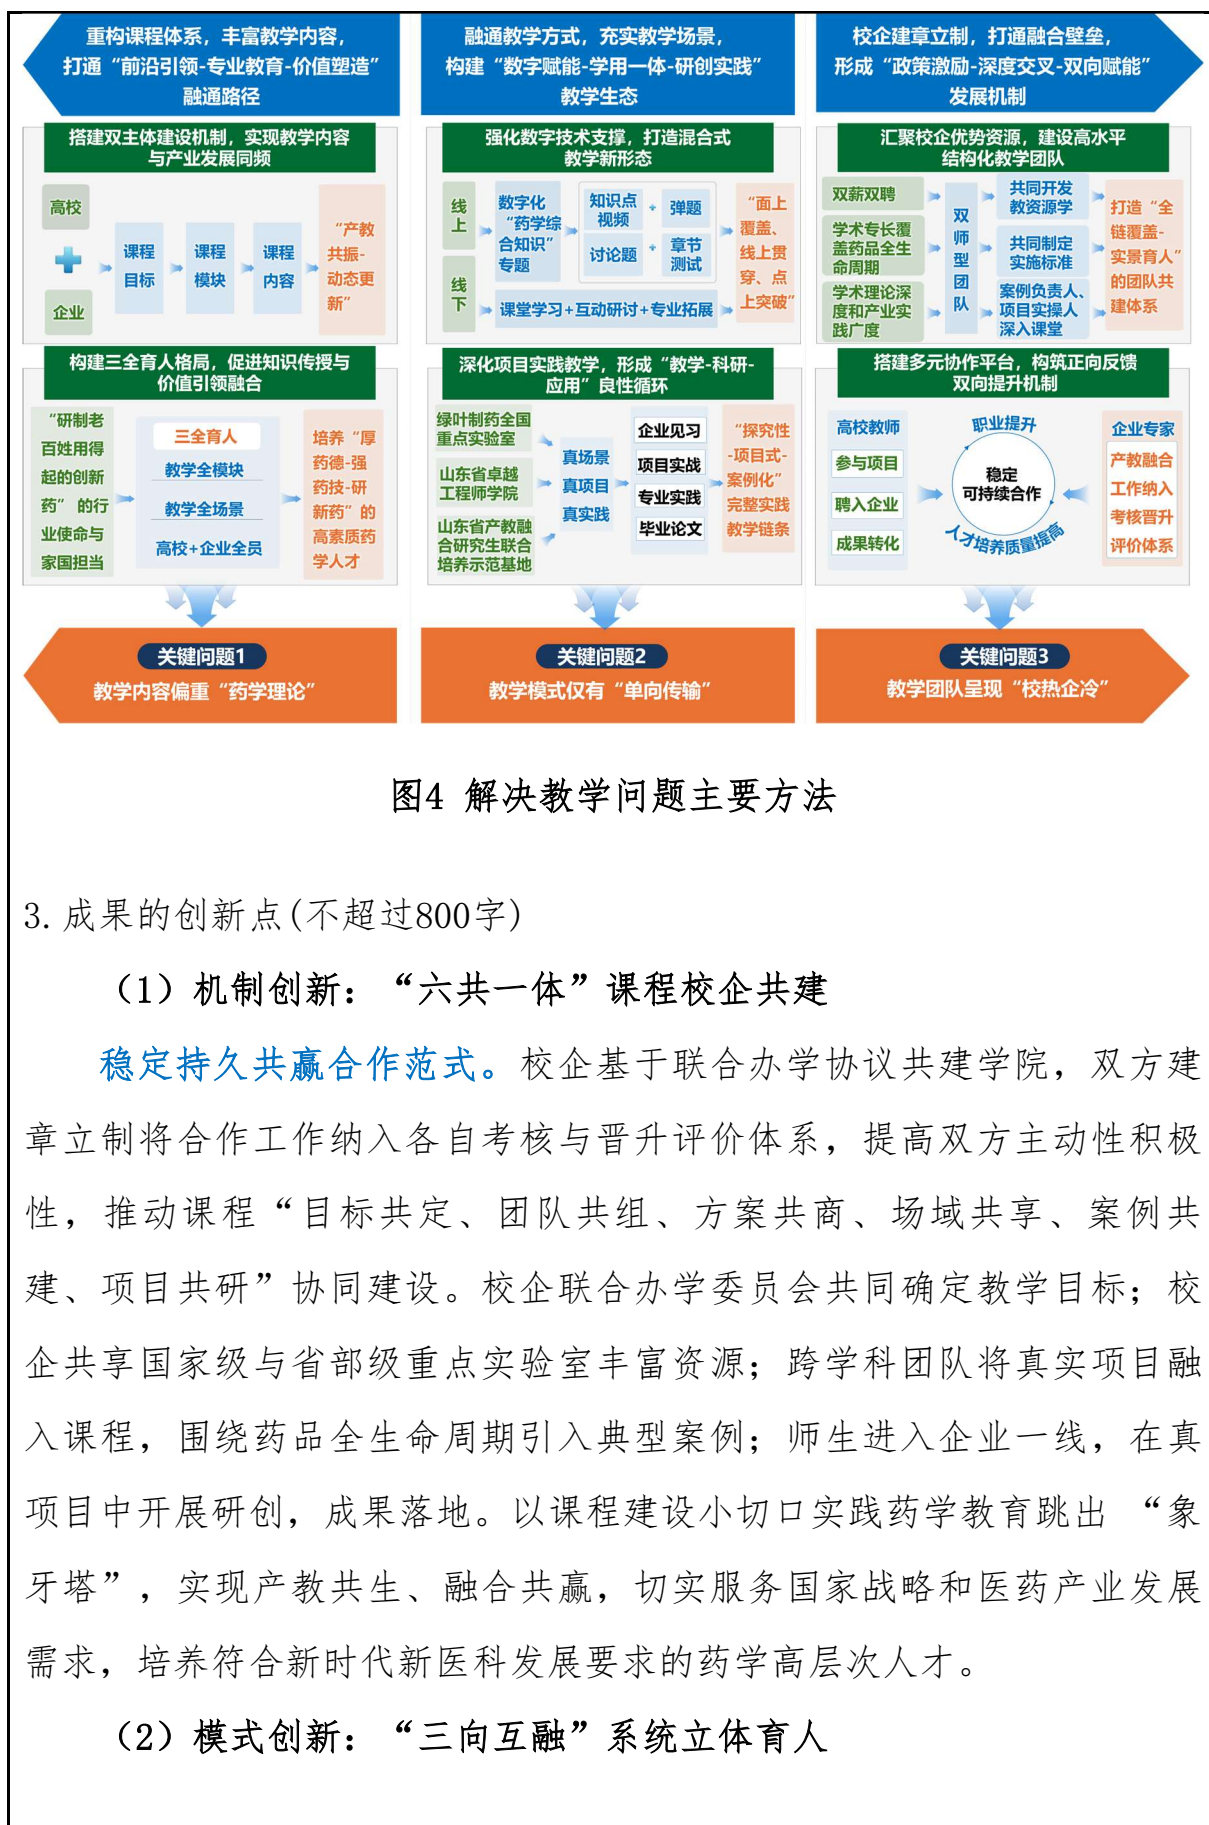 重构课程体系，丰富教学内容，
打通“前沿引领-专业教育-价值塑造”
融通路径
搭建双主体建设机制，实现教学内容
与产业发展同频
高校
企业
课程
目标
课程
模块
课程
内容
“产教
共振-
动态更
新”
构建三全育人格局，促进知识传授与
价值引领融合
“研制老
百姓用得
起的创新
药”的行
业使命与
家国担当
三全育人
教学全模块
教学全场景
高校+企业全员
培养“厚
药德-强
药技-研
新药”的
高素质药
学人才
关键问题1
教学内容偏重“药学理论”
融通教学方式，充实教学场景，
构建“数字赋能-学用一体-研创实践”
教学生态
强化数字技术支撑，打造混合式
教学新形态
线
上
数字化
“药学综
合知识”
专题
知识点
视频
弹题
讨论题
章节
测试
线
下
课堂学习+互动研讨+专业拓展
“面上
覆盖、
线上贯
穿、点
上突破”
深化项目实践教学，形成“教学-科研-
应用”良性循环
绿叶制药全国
重点实验室
山东省卓越
工程师学院
山东省产教融
合研究生联合
培养示范基地
真场景
真项目
真实践
企业见习
项目实战
专业实践
毕业论文
“探究性
-项目式-
案例化”
完整实践
教学链条
关键问题2
教学模式仅有“单向传输”
校企建章立制，打通融合壁垒，
形成“政策激励-深度交叉-双向赋能”
发展机制
汇聚校企优势资源，建设高水平
结构化教学团队
双薪双聘
学术专长覆
盖药品全生
命周期
学术理论深
度和产业实
践广度
双
师
型
团
队
共同开发
教资源学
共同制定
实施标准
案例负责人、
项目实操人
深入课堂
打造“全
链覆盖-
实景育人”
的团队共
建体系
搭建多元协作平台，构筑正向反馈
双向提升机制
高校教师
参与项目
聘入企业
成果转化
职业提升
稳定
可持续合作
人才培养质量提高
企业专家
产教融合
工作纳入
考核晋升
评价体系
关键问题3
教学团队呈现“校热企冷”
图4 解决教学问题主要方法
3.成果的创新点(不超过800字)
（1）机制创新：“六共一体”课程校企共建
稳定持久共赢合作范式。校企基于联合办学协议共建学院，双方建
章立制将合作工作纳入各自考核与晋升评价体系，提高双方主动性积极
性，推动课程“目标共定、团队共组、方案共商、场域共享、案例共
建、项目共研”协同建设。校企联合办学委员会共同确定教学目标；校
企共享国家级与省部级重点实验室丰富资源；跨学科团队将真实项目融
入课程，围绕药品全生命周期引入典型案例；师生进入企业一线，在真
项目中开展研创，成果落地。以课程建设小切口实践药学教育跳出 “象
牙塔”，实现产教共生、融合共赢，切实服务国家战略和医药产业发展
需求，培养符合新时代新医科发展要求的药学高层次人才。
（2）模式创新：“三向互融”系统立体育人